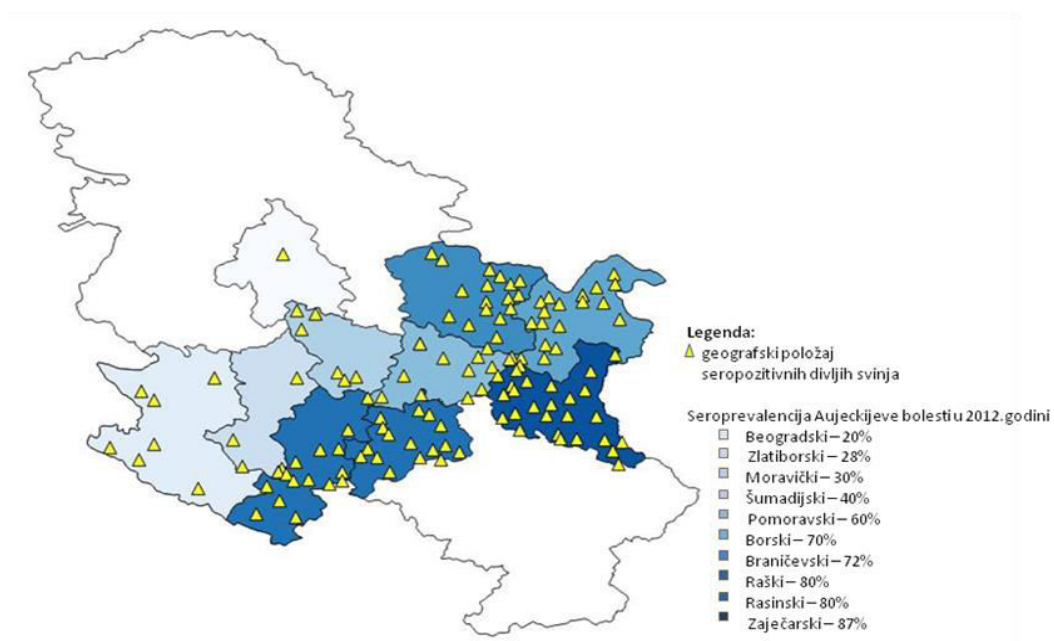 Legenda:
geografski položaj
seropozitivnih divljih svinja
Seroprevalencija Aujeckijeve bolesti u 2012.godini
Beogradski – 20%
Zlatiborski – 28%
Moravički – 30%
Šumadijski – 40%
Pomoravski – 60%
Borski – 70%
Braničevski – 72%
Raški – 80%
Rasinski – 80%
Zaječarski – 87%